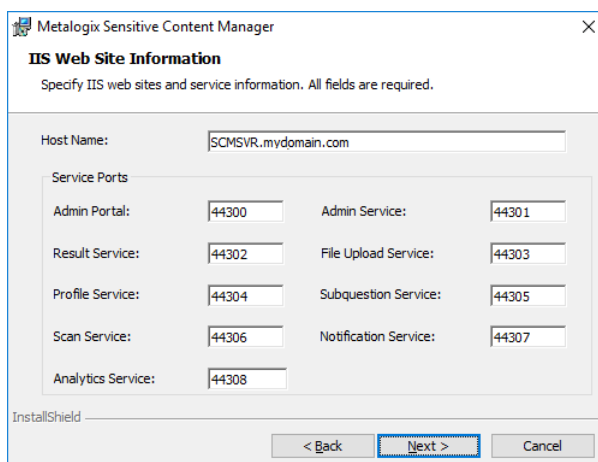 Metalogix Sensitive Content Manager
IIS Web Site Information
Specify IIS web sites and service information. All fields are required.
Host Name: SCMSVR.mydomain.com
Service Ports
Admin Portal: 44300 Admin Service: 44301
Result Service: 44302 File Upload Service: 44303
Profile Service: 44304 Subquestion Service: 44305
Scan Service: 44306 Notification Service: 44307
Analytics Service: 44308
InstallShield
< Back Next > Cancel